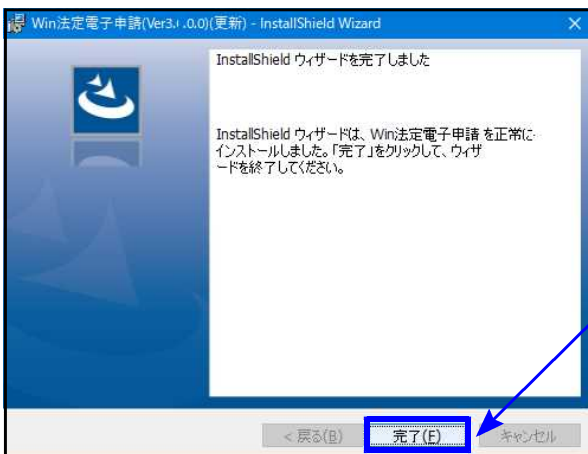 Win法定電子申請(Ver3. .0.0)(更新) - InstallShield Wizard
InstallShield ウィザードを完了しました
InstallShield ウィザードは、Win法定電子申請 を正常に
インストールしました。「完了」をクリックして、ウィザ
ードを終了してください。
< 戻る(B) 完了(F) キャンセル